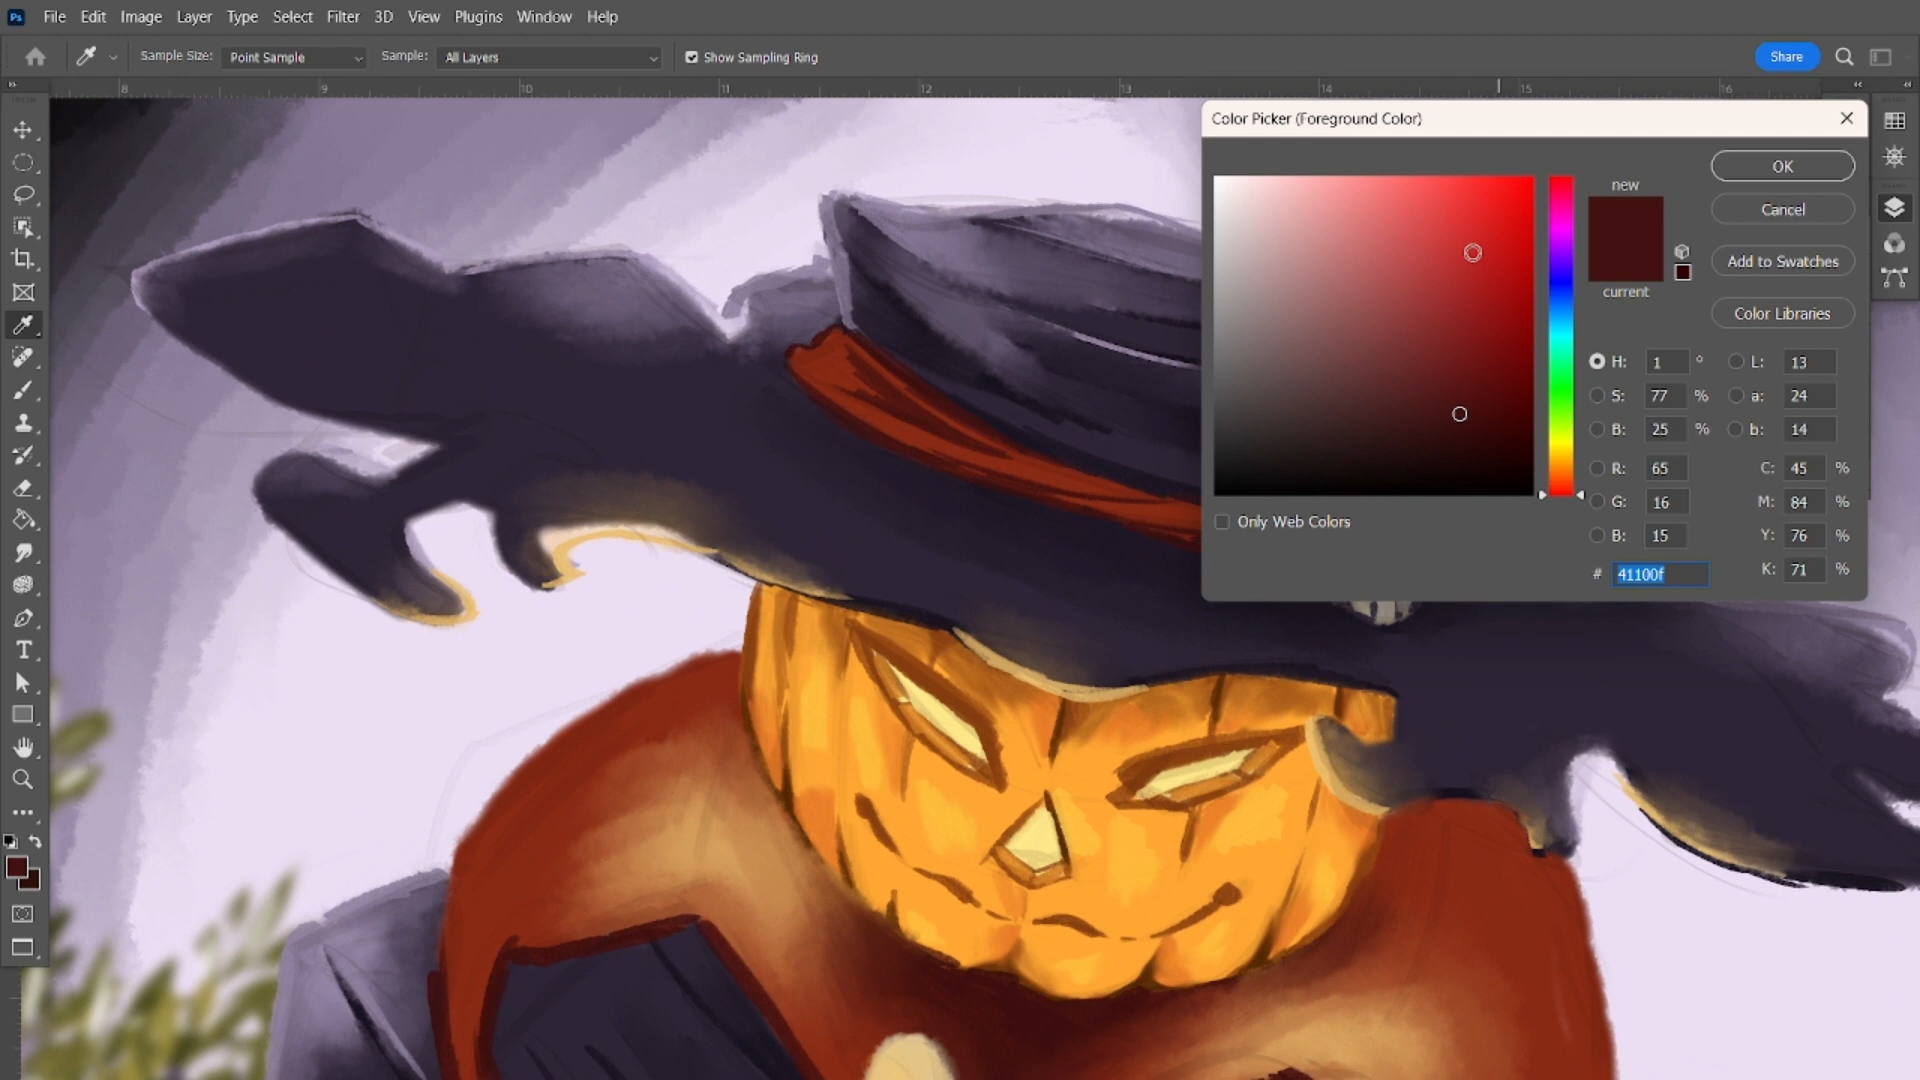 Ps File Edit Image Layer Type Select Filter 3D View Plugins Window Help
Sample Size: Point Sample Sample: All Layers Show Sampling Ring Share
8 9 10 11 12 13 14 15 16
Color Picker (Foreground Color)
new
current
OK
Cancel
Add to Swatches
Color Libraries
H: 1 ° L: 13
S: 77 % a: 24
B: 25 % b: 14
R: 65 C: 45 %
G: 16 M: 84 %
B: 15 Y: 76 %
# 41100f K: 71 %
Only Web Colors
T